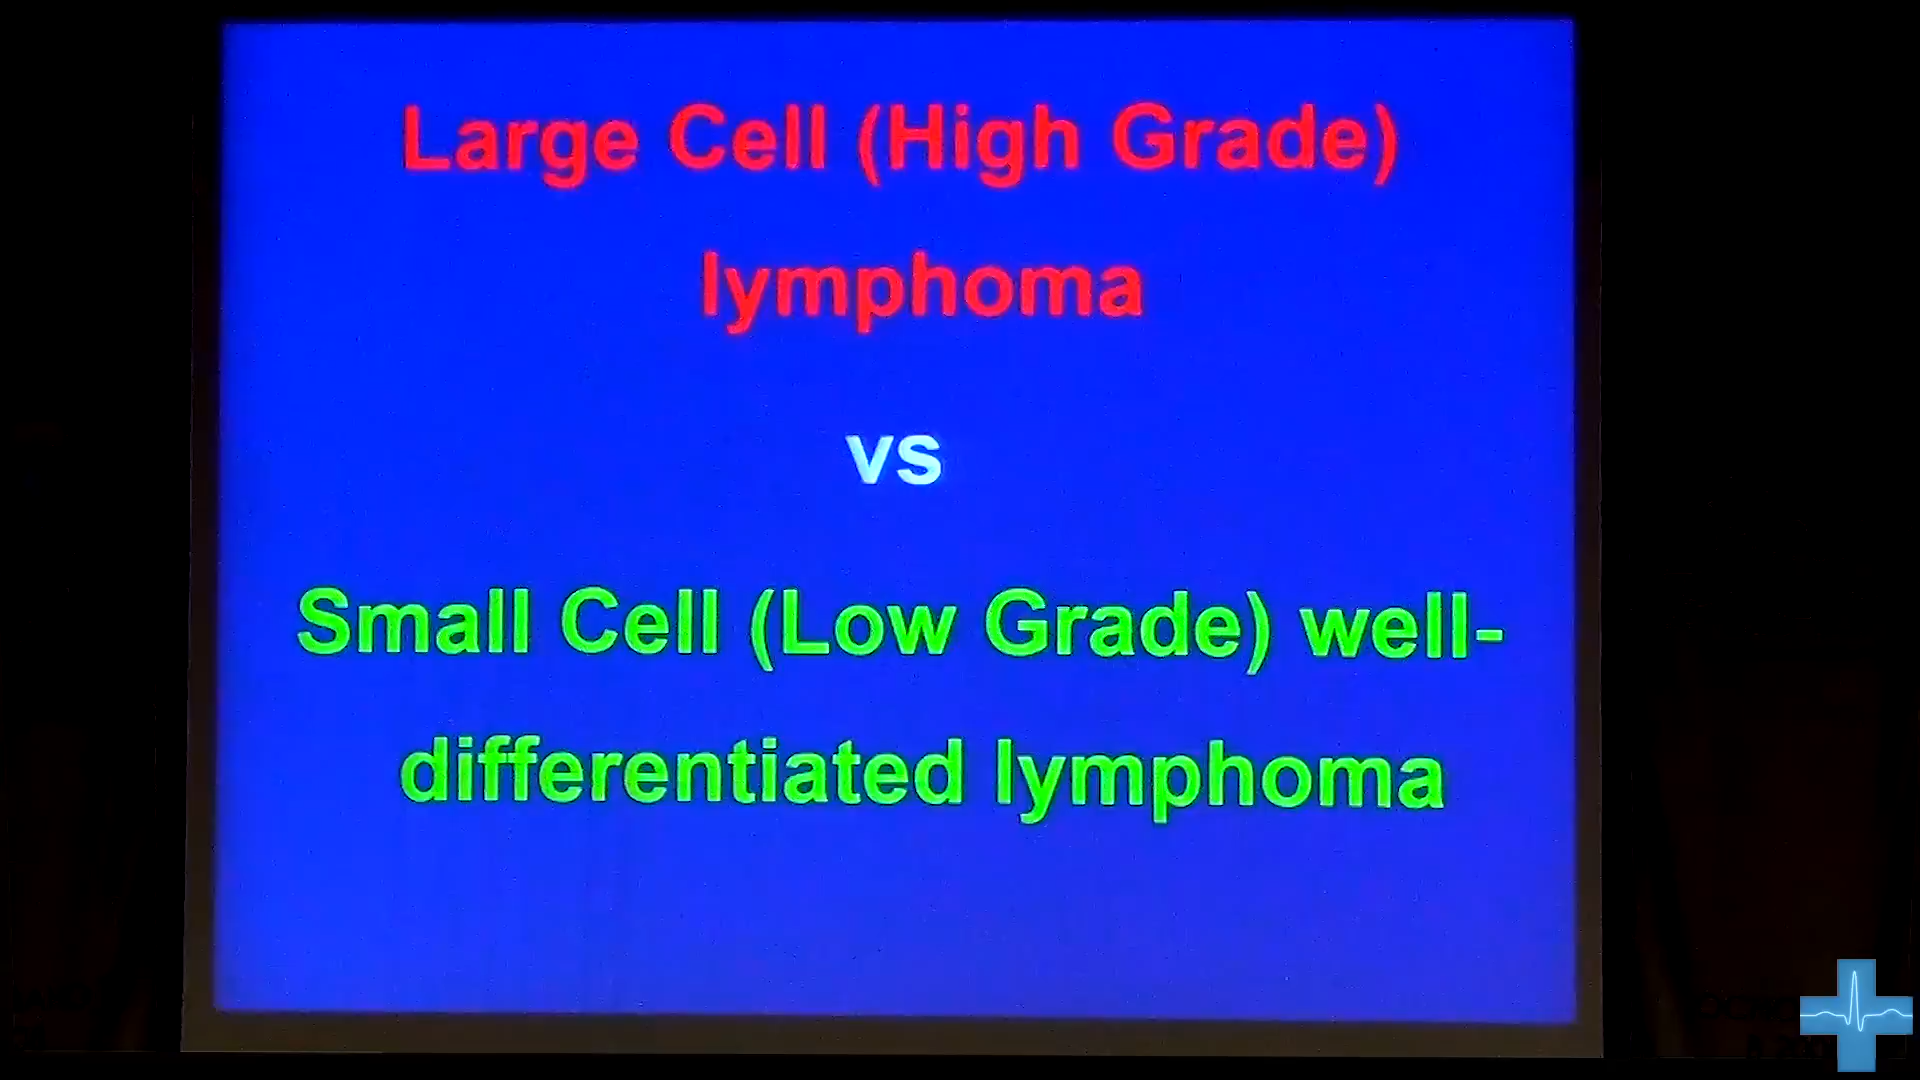 Large Cell (High Grade)
lymphoma
vs
Small Cell (Low Grade) well-
differentiated lymphoma